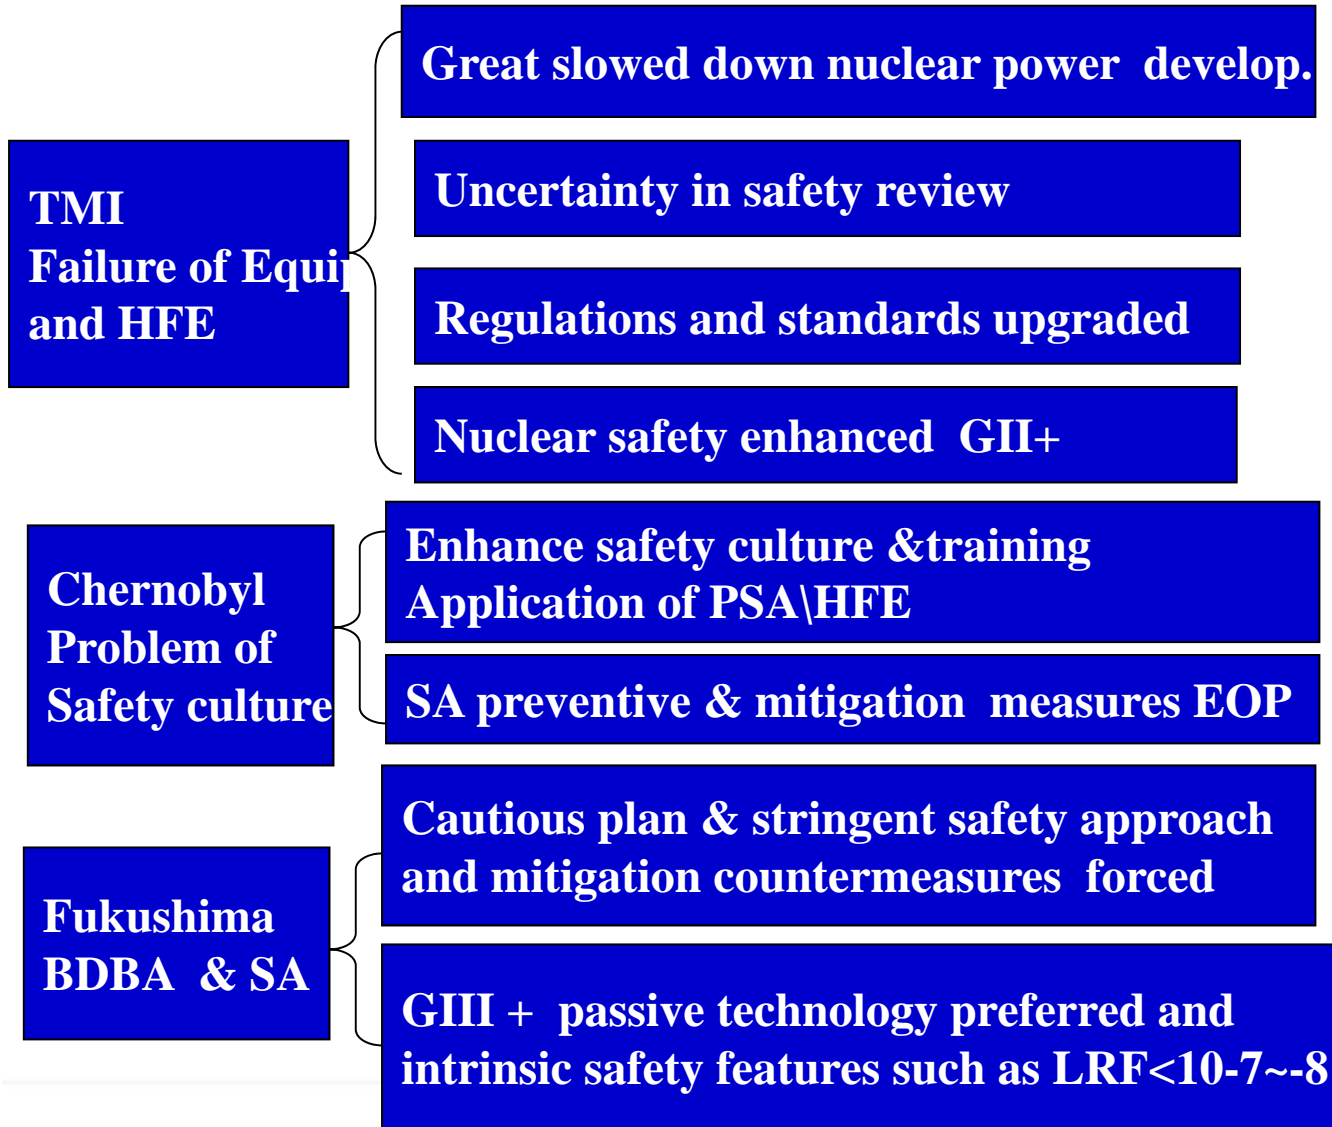 TMI
Failure of Equip
and HFE
Great slowed down nuclear power develop.
Uncertainty in safety review
Regulations and standards upgraded
Nuclear safety enhanced GII+
Chernobyl
Problem of
Safety culture
Enhance safety culture &training
Application of PSA\HFE
SA preventive & mitigation measures EOP
Fukushima
BDBA & SA
Cautious plan & stringent safety approach
and mitigation countermeasures forced
GIII + passive technology preferred and
intrinsic safety features such as LRF<10-7~-8